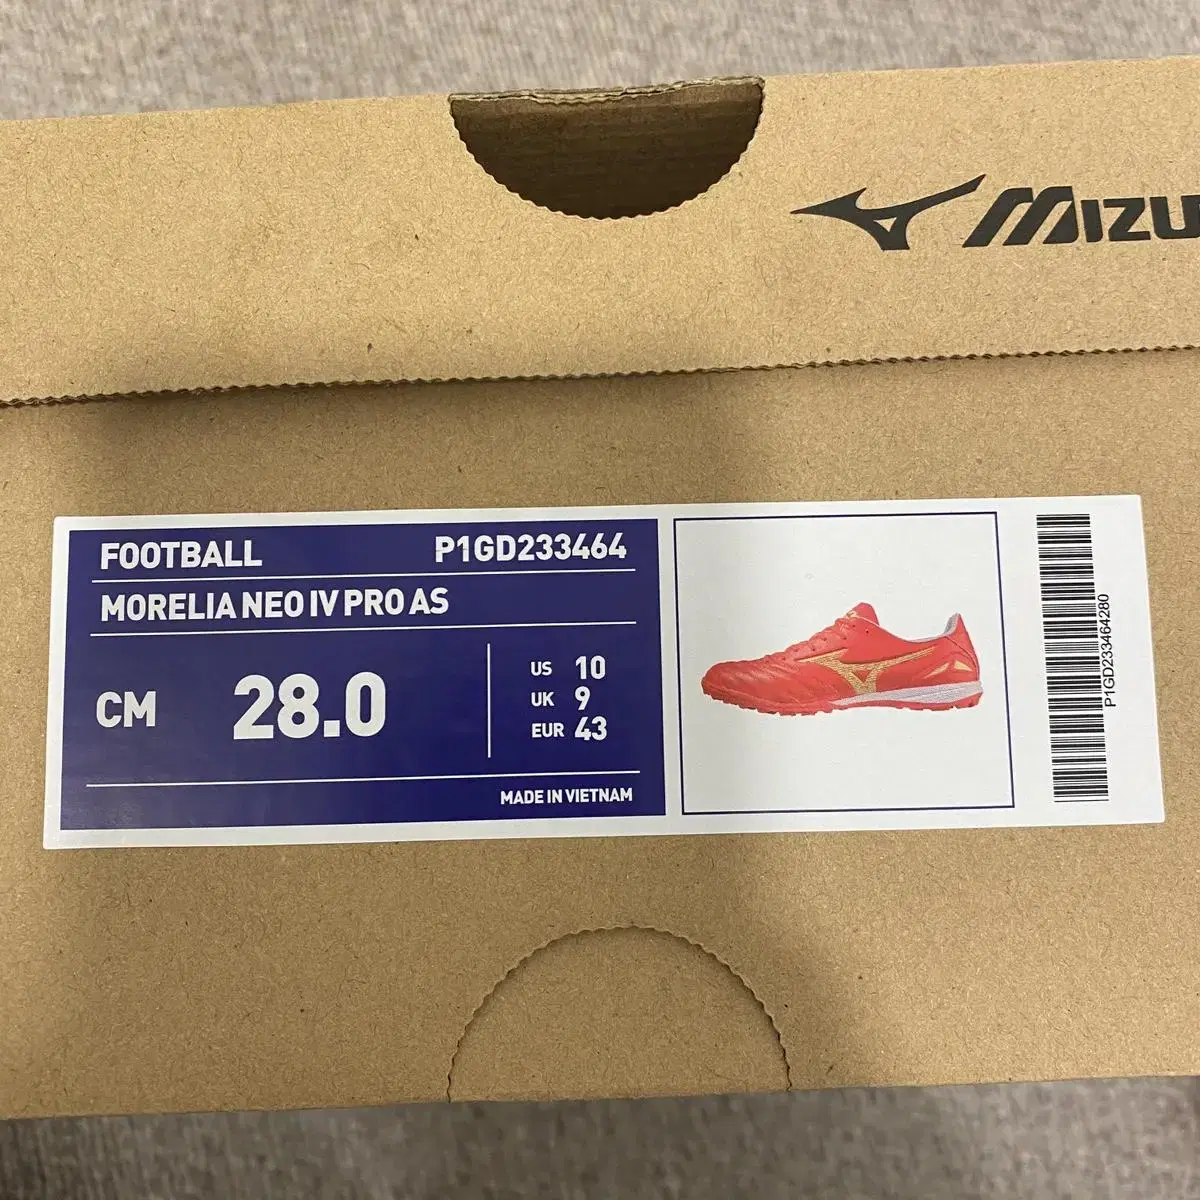 MIZU
FOOTBALL P1GD233464
MORELIA NEO IV PRO AS
CM 28.0
US 10
UK 9
EUR 43
MADE IN VIETNAM
P1GD233464280